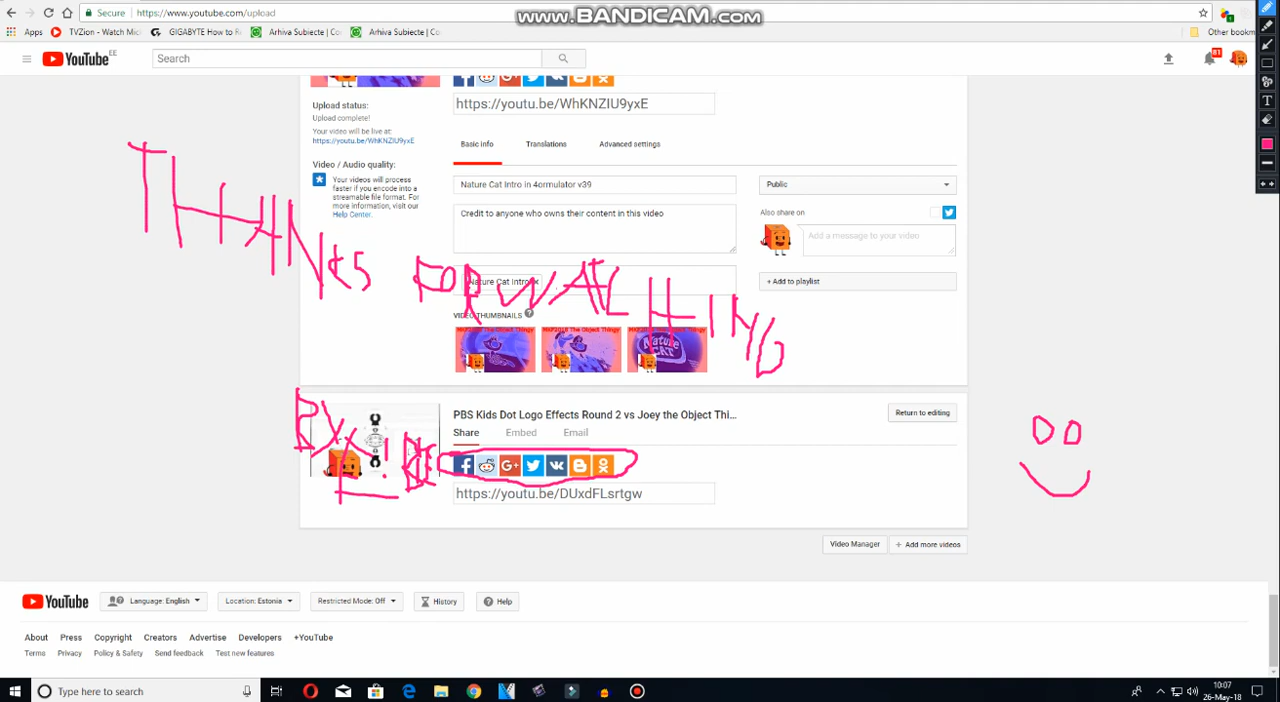 Secure https://www.youtube.com/upload
www.BANDICAM.com
Apps TVZion - Watch Mi GIGABYTE How to R Arhiva Subiecte | Co Arhiva Subiecte | Co Other bookm
YouTube EE Search 81
Upload status:
Upload complete!
Your video will be live at:
https://youtu.be/WhKNZIU9yxE
Video / Audio quality:
Your videos will process
faster if you encode into a
streamable file format. For
more information, visit our
Help Center.
https://youtu.be/WhKNZIU9yxE
Basic info Translations Advanced settings
Nature Cat Intro in 4ormulator v39
Credit to anyone who owns their content in this video
Nature Cat Intro ×
VIDEO THUMBNAILS ?
Public
Also share on
Add a message to your video
+ Add to playlist
THANKS FOR WATCHING
PBS Kids Dot Logo Effects Round 2 vs Joey the Object Thi...
Return to editing
Share Embed Email
https://youtu.be/DUxdFLsrtgw
Video Manager + Add more videos
YouTube Language: English Location: Estonia Restricted Mode: Off History Help
About Press Copyright Creators Advertise Developers +YouTube
Terms Privacy Policy & Safety Send feedback Test new features
Type here to search
10:07
26-May-18